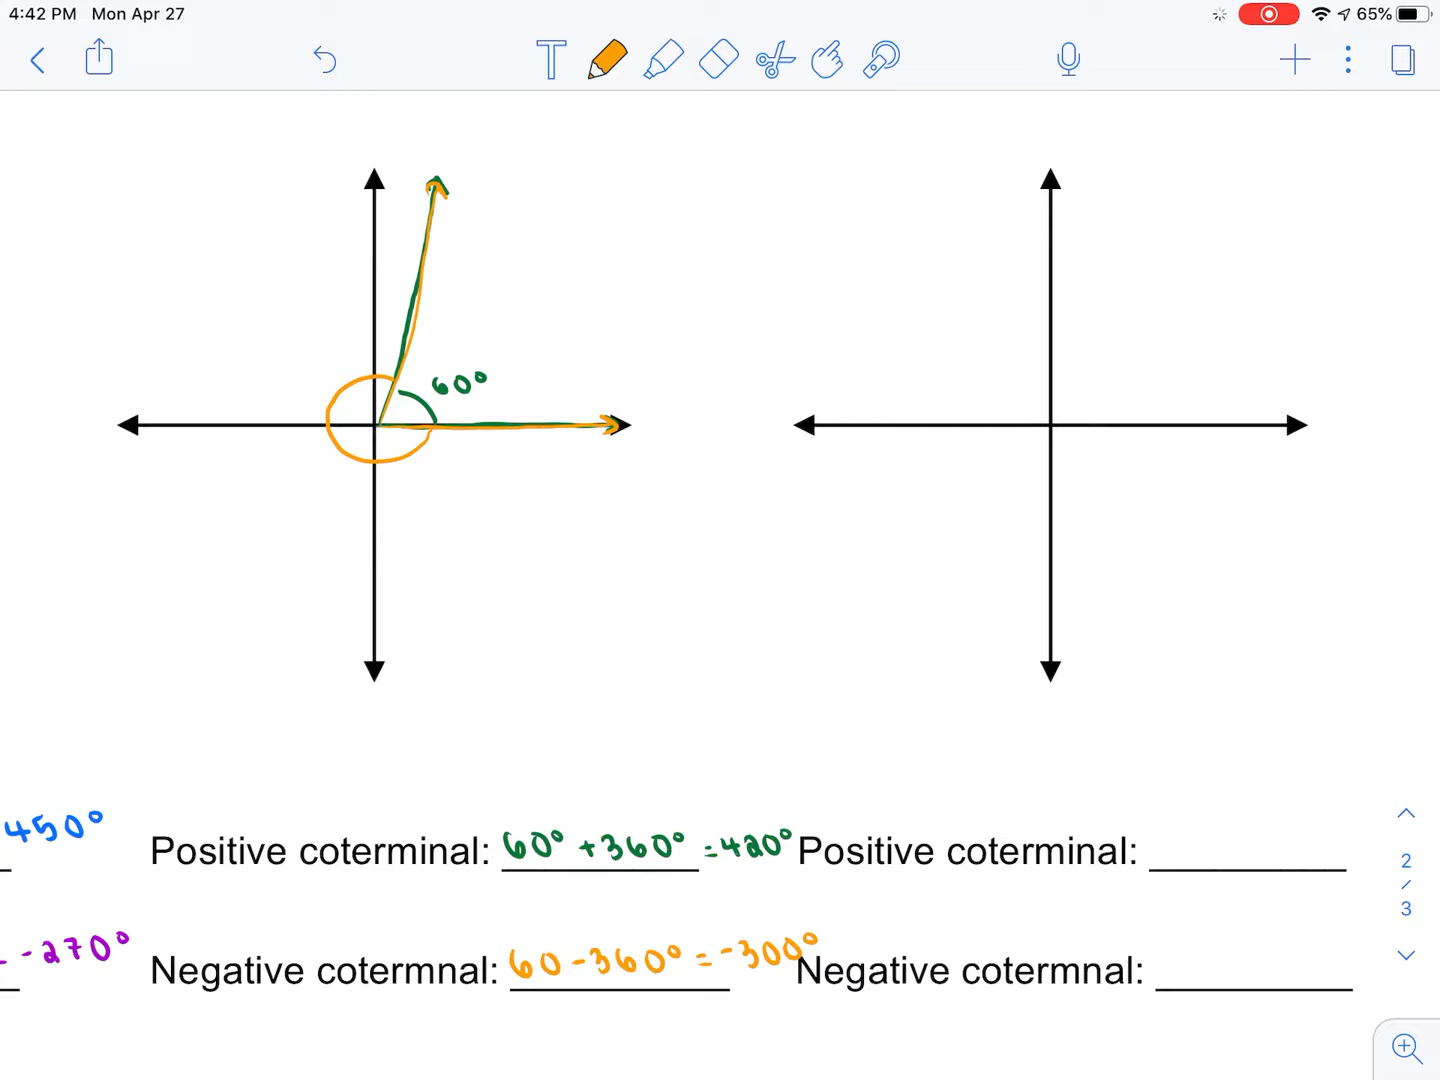 4:42 PM Mon Apr 27 65%
T
60°
450° Positive coterminal: 60° + 360° = 420° Positive coterminal:
2
/
3
- -270° Negative cotermnal: 60 - 360° = -300° Negative cotermnal: